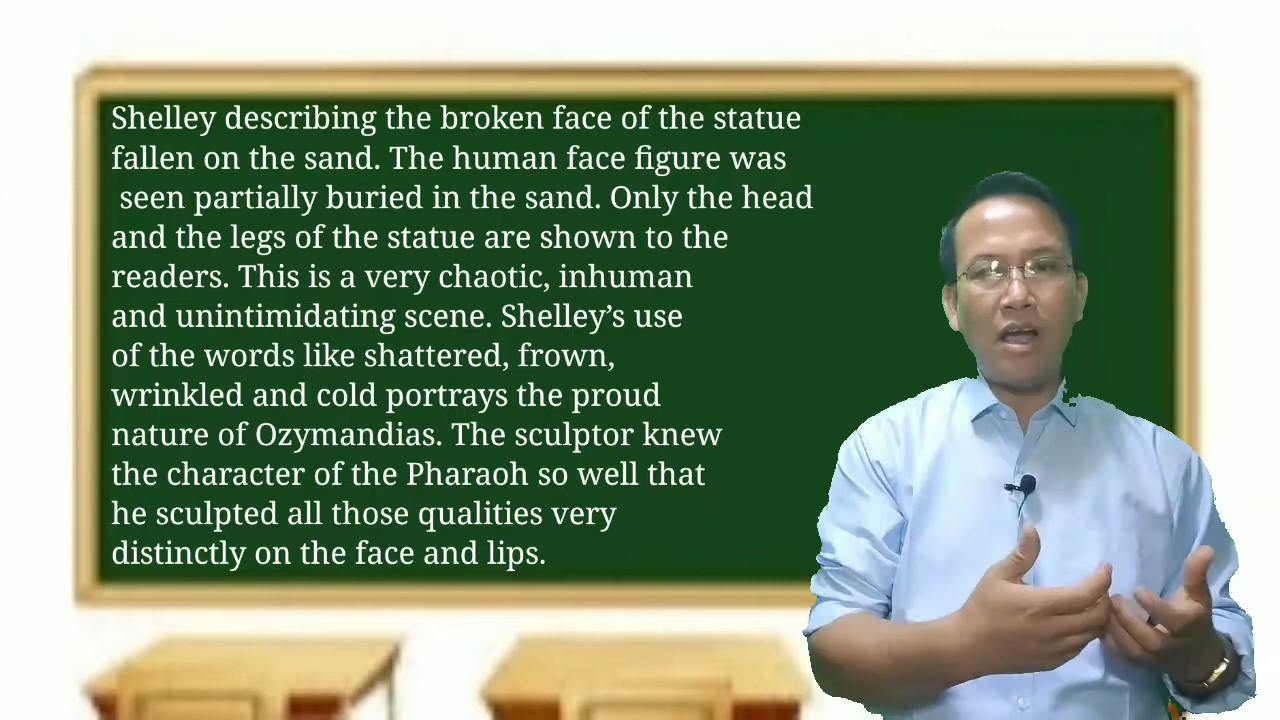 Shelley describing the broken face of the statue
fallen on the sand. The human face figure was
seen partially buried in the sand. Only the head
and the legs of the statue are shown to the
readers. This is a very chaotic, inhuman
and unintimidating scene. Shelley’s use
of the words like shattered, frown,
wrinkled and cold portrays the proud
nature of Ozymandias. The sculptor knew
the character of the Pharaoh so well that
he sculpted all those qualities very
distinctly on the face and lips.